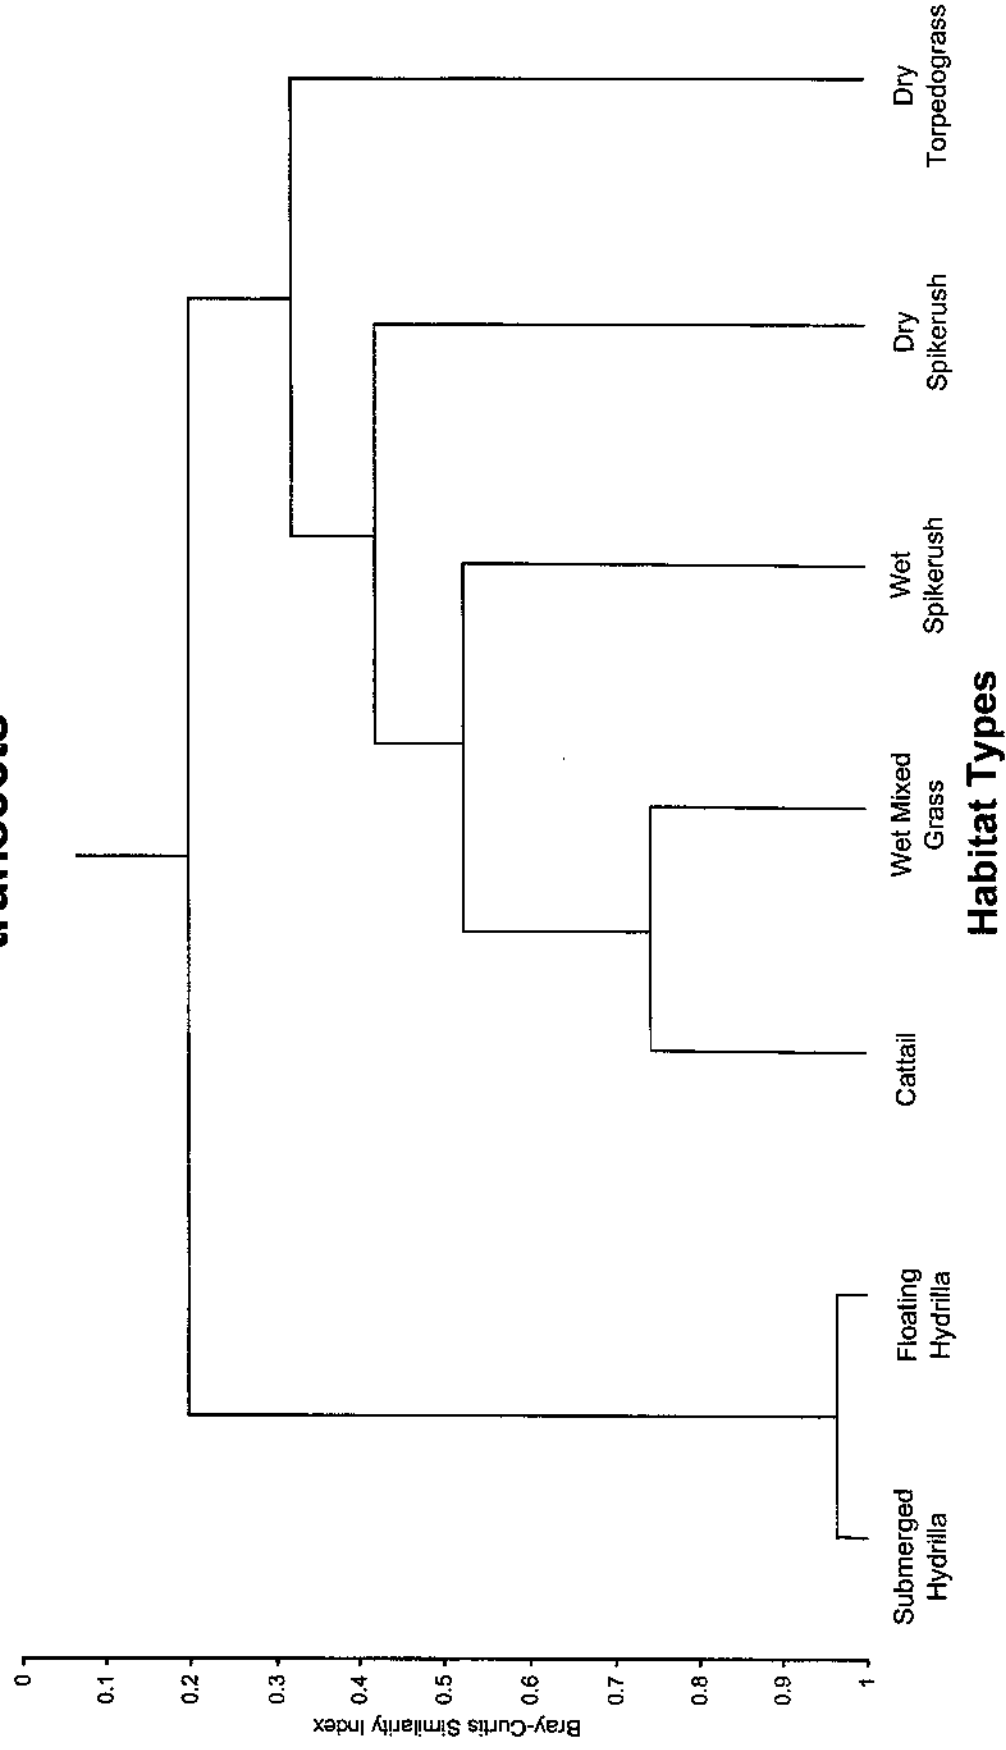 transects
0
0.1
0.2
0.3
0.4
0.5
0.6
0.7
0.8
0.9
1
Bray-Curtis Similarity Index
Submerged
Hydrilla
Floating
Hydrilla
Cattail
Wet Mixed
Grass
Wet
Spikerush
Dry
Spikerush
Dry
Torpedograss
Habitat Types